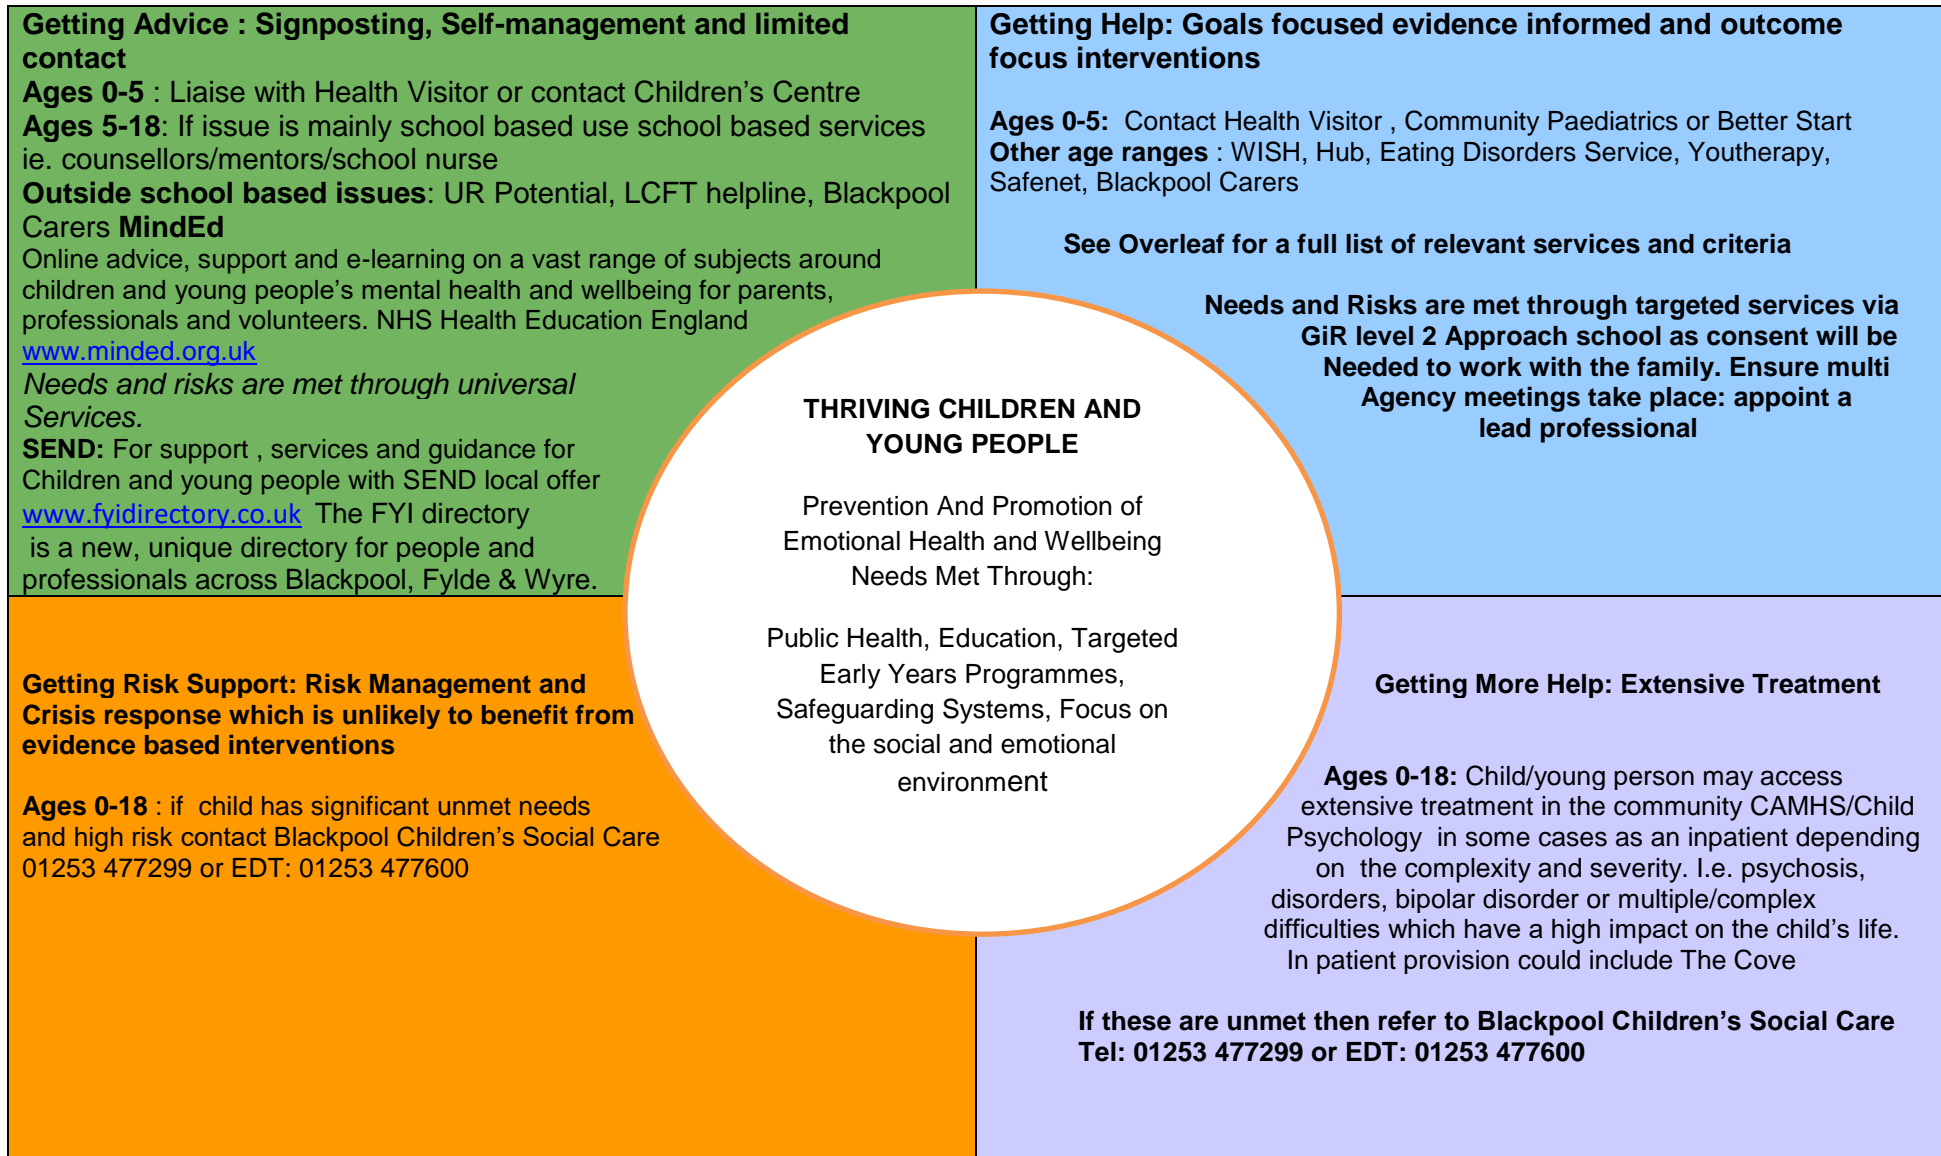 Getting Advice : Signposting, Self-management and limited
contact
Ages 0-5 : Liaise with Health Visitor or contact Children's Centre
Ages 5-18: If issue is mainly school based use school based services
ie. counsellors/mentors/school nurse
Outside school based issues: UR Potential, LCFT helpline, Blackpool
Carers MindEd
Online advice, support and e-learning on a vast range of subjects around
children and young people's mental health and wellbeing for parents,
professionals and volunteers. NHS Health Education England
www.minded.org.uk
Needs and risks are met through universal
Services.
SEND: For support , services and guidance for
Children and young people with SEND local offer
www.fyidirectory.co.uk The FYI directory
is a new, unique directory for people and
professionals across Blackpool, Fylde & Wyre.
Getting Help: Goals focused evidence informed and outcome
focus interventions
Ages 0-5: Contact Health Visitor , Community Paediatrics or Better Start
Other age ranges : WISH, Hub, Eating Disorders Service, Youtherapy,
Safenet, Blackpool Carers
See Overleaf for a full list of relevant services and criteria
Needs and Risks are met through targeted services via
GiR level 2 Approach school as consent will be
Needed to work with the family. Ensure multi
Agency meetings take place: appoint a
lead professional
THRIVING CHILDREN AND
YOUNG PEOPLE
Prevention And Promotion of
Emotional Health and Wellbeing
Needs Met Through:
Public Health, Education, Targeted
Early Years Programmes,
Safeguarding Systems, Focus on
the social and emotional
environment
Getting Risk Support: Risk Management and
Crisis response which is unlikely to benefit from
evidence based interventions
Ages 0-18 : if child has significant unmet needs
and high risk contact Blackpool Children's Social Care
01253 477299 or EDT: 01253 477600
Getting More Help: Extensive Treatment
Ages 0-18: Child/young person may access
extensive treatment in the community CAMHS/Child
Psychology in some cases as an inpatient depending
on the complexity and severity. I.e. psychosis,
disorders, bipolar disorder or multiple/complex
difficulties which have a high impact on the child's life.
In patient provision could include The Cove
If these are unmet then refer to Blackpool Children's Social Care
Tel: 01253 477299 or EDT: 01253 477600